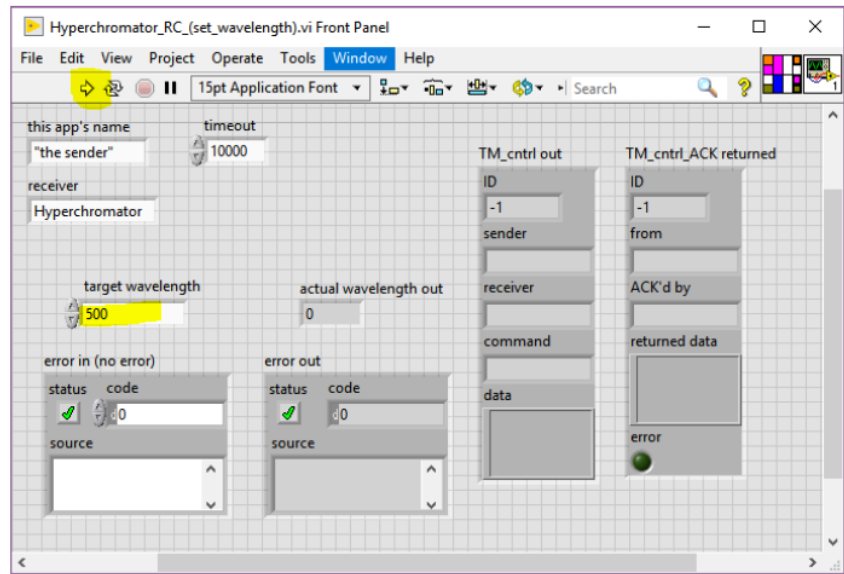 Hyperchromator_RC_(set_wavelength).vi Front Panel
File Edit View Project Operate Tools Window Help
15pt Application Font Search
1
this app's name timeout
"the sender" 10000
receiver
Hyperchromator
target wavelength actual wavelength out
500 0
error in (no error) error out
status code status code
d 0 d 0
source source
TM_cntrl out TM_cntrl_ACK returned
ID ID
-1 -1
sender from
receiver ACK'd by
command returned data
data
error